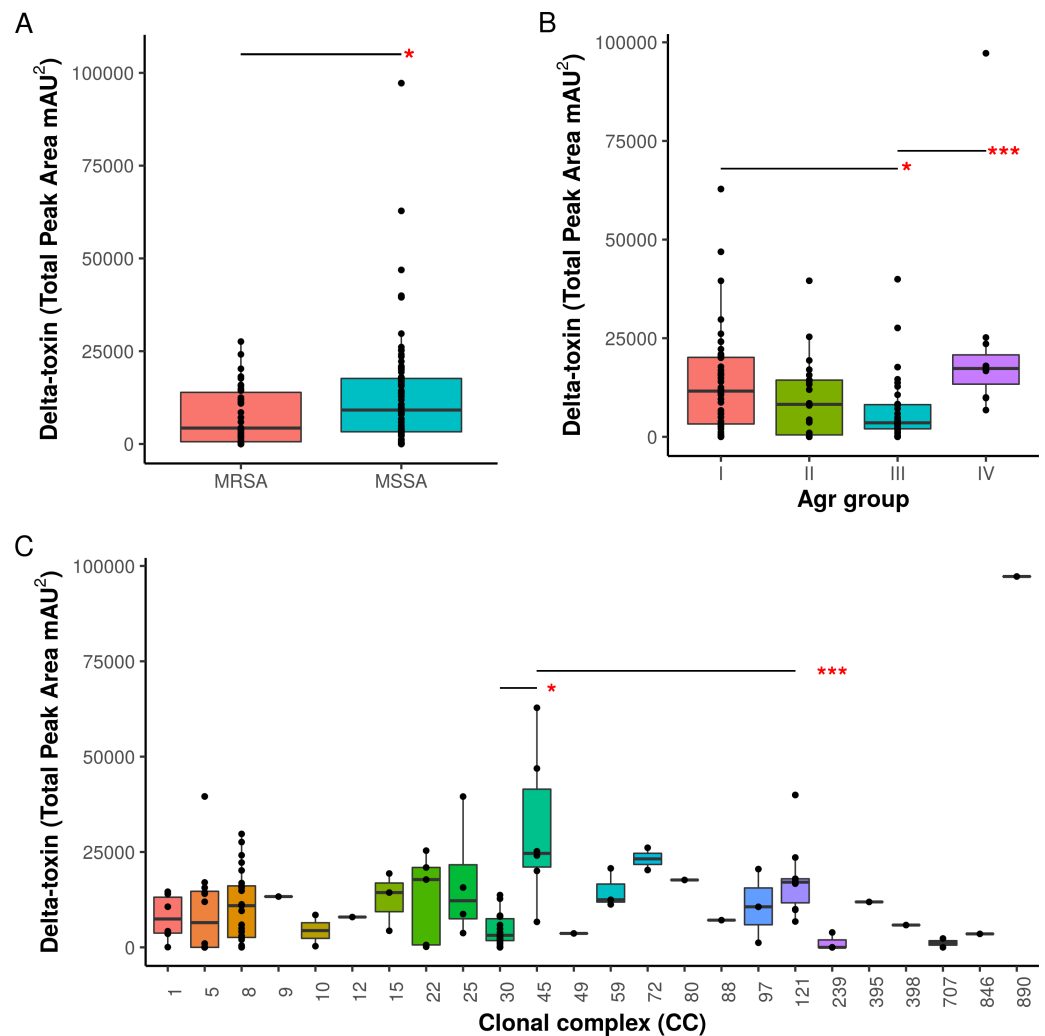 A
Delta-toxin (Total Peak Area mAU²)
100000
75000
50000
25000
0
*
MRSA MSSA
B
Delta-toxin (Total Peak Area mAU²)
100000
75000
50000
25000
0
*
***
I II III IV
Agr group
C
Delta-toxin (Total Peak Area mAU²)
100000
75000
50000
25000
0
*
***
1 5 8 9 10 12 15 22 25 30 45 49 59 72 80 88 97 121 239 395 398 707 846 890
Clonal complex (CC)